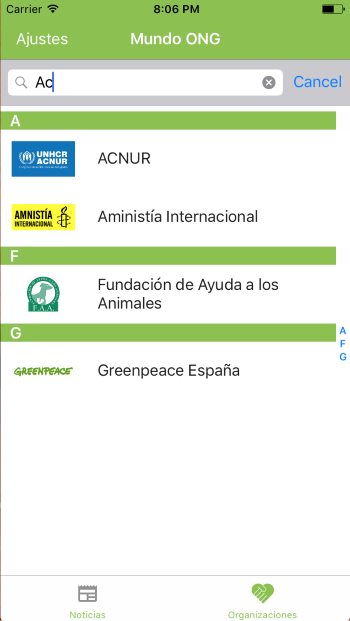 Carrier 8:06 PM
Ajustes Mundo ONG
Ac Cancel
A
UNHCR
ACNUR
ACNUR
AMNISTÍA
INTERNACIONAL
Aministía Internacional
F
FAA
Fundación de Ayuda a los
Animales
G
GREENPEACE
Greenpeace España
A
F
G
Noticias Organizaciones